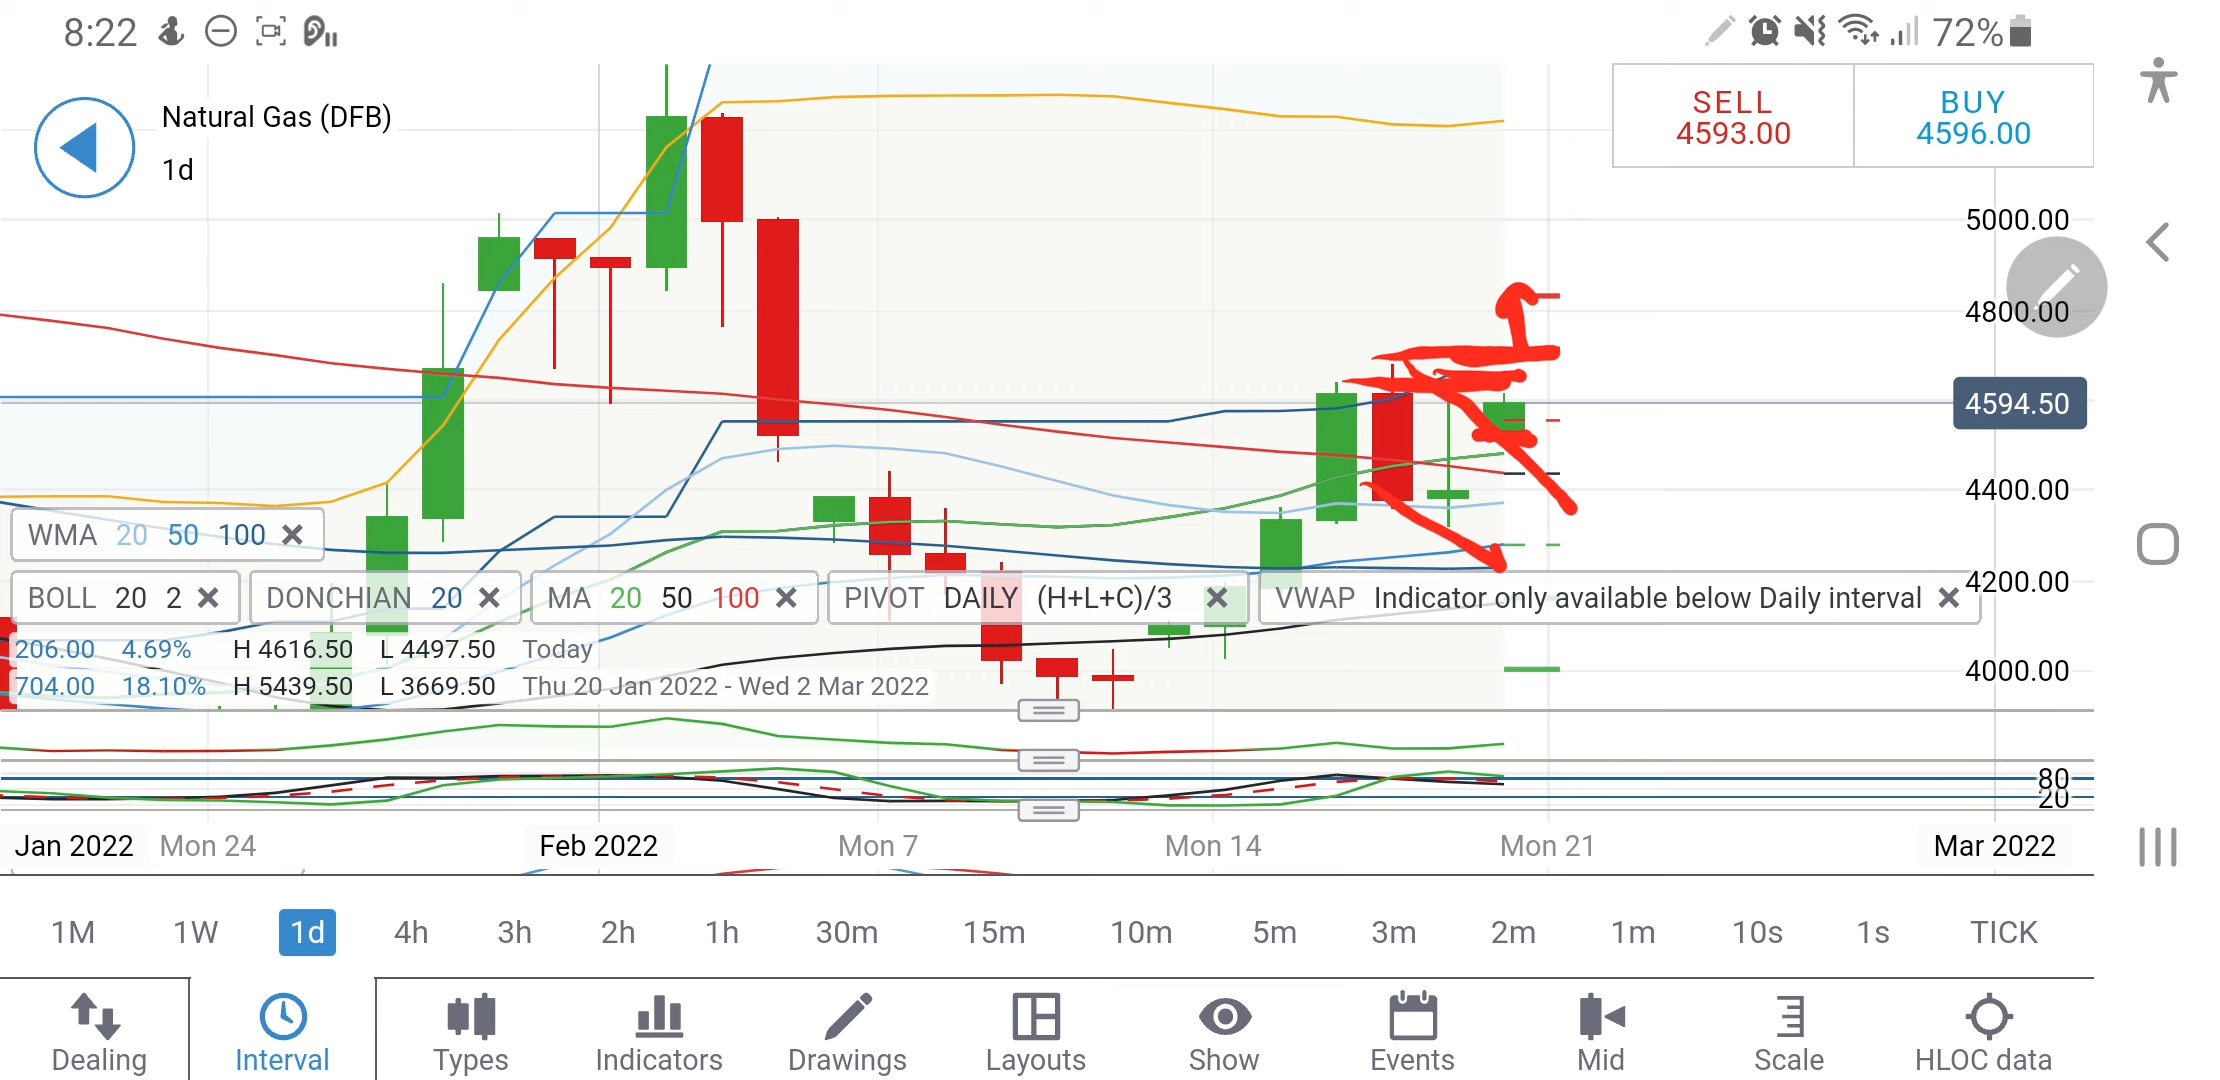 8:22
72%
Natural Gas (DFB)
1d
SELL
4593.00
BUY
4596.00
5000.00
4800.00
4594.50
4400.00
4200.00
4000.00
WMA 20 50 100
BOLL 20 2
DONCHIAN 20
MA 20 50 100
PIVOT DAILY (H+L+C)/3
VWAP Indicator only available below Daily interval
206.00 4.69% H 4616.50 L 4497.50 Today
704.00 18.10% H 5439.50 L 3669.50 Thu 20 Jan 2022 - Wed 2 Mar 2022
80
20
Jan 2022 Mon 24 Feb 2022 Mon 7 Mon 14 Mon 21 Mar 2022
1M 1W 1d 4h 3h 2h 1h 30m 15m 10m 5m 3m 2m 1m 10s 1s TICK
Dealing Interval Types Indicators Drawings Layouts Show Events Mid Scale HLOC data